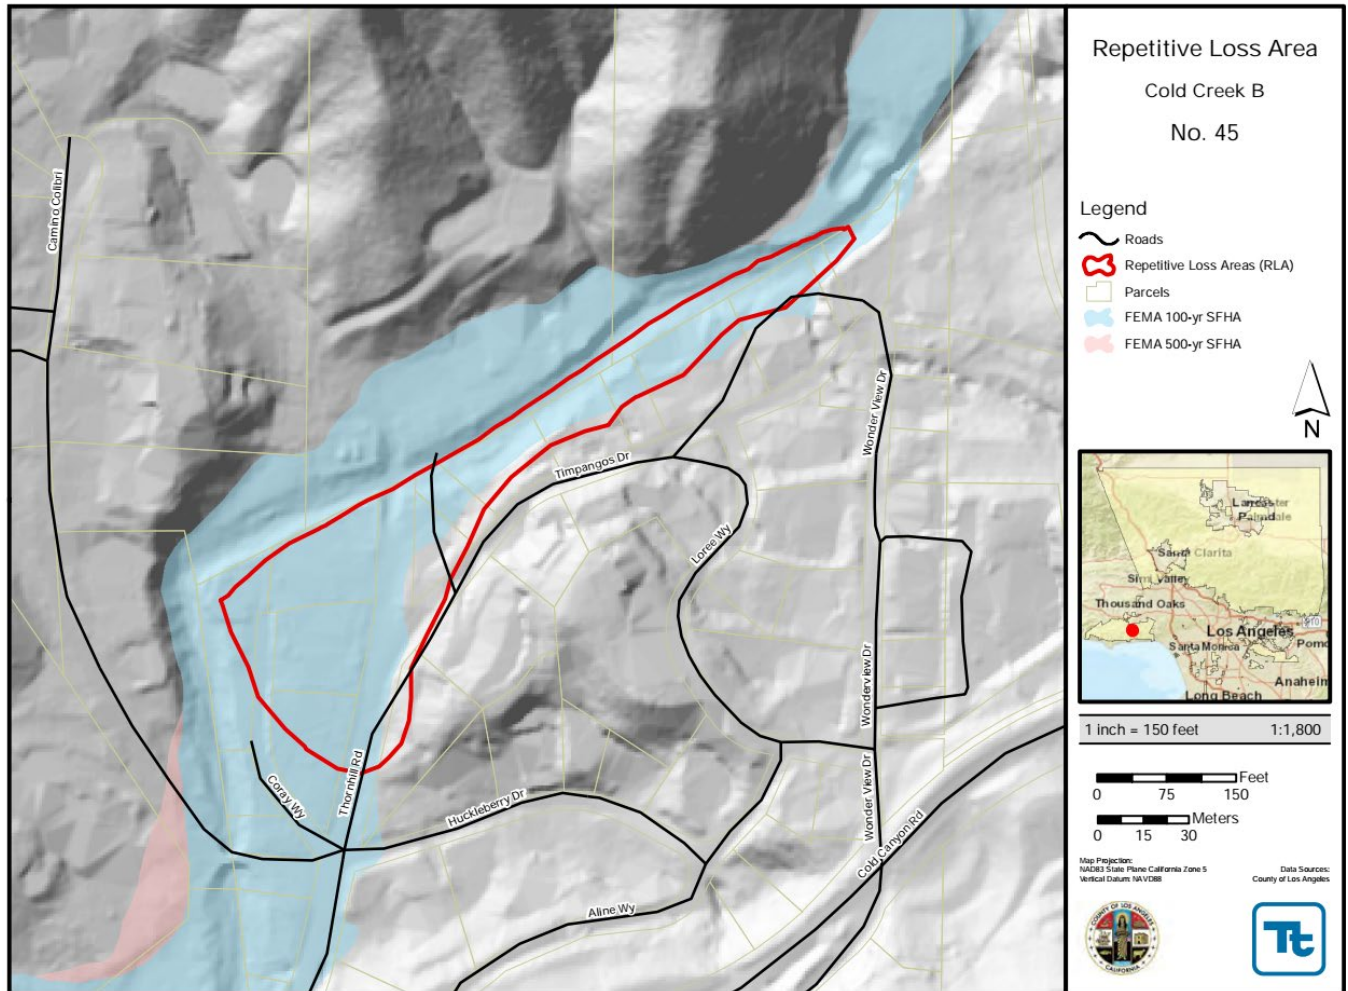 Repetitive Loss Area
Cold Creek B
No. 45
Legend
Roads
Repetitive Loss Areas (RLA)
Parcels
FEMA 100-yr SFHA
FEMA 500-yr SFHA
N
Lancaster
Palmdale
Santa Clarita
Simi Valley
Thousand Oaks
Los Angeles
Santa Monica
Pomo
Anaheim
Long Beach
1 inch = 150 feet 1:1,800
Feet
0 75 150
Meters
0 15 30
Map Projection:
NAD83 State Plane California Zone 5
Vertical Datum: NAVD88
Data Sources:
County of Los Angeles
COUNTY OF LOS ANGELES
CALIFORNIA
Tt
Camino Colibri
Timpangos Dr
Wonder View Dr
Loree Wy
Wonderview Dr
Thornhill Rd
Coray Wy
Huckleberry Dr
Wonder View Dr
Cold Canyon Rd
Aline Wy